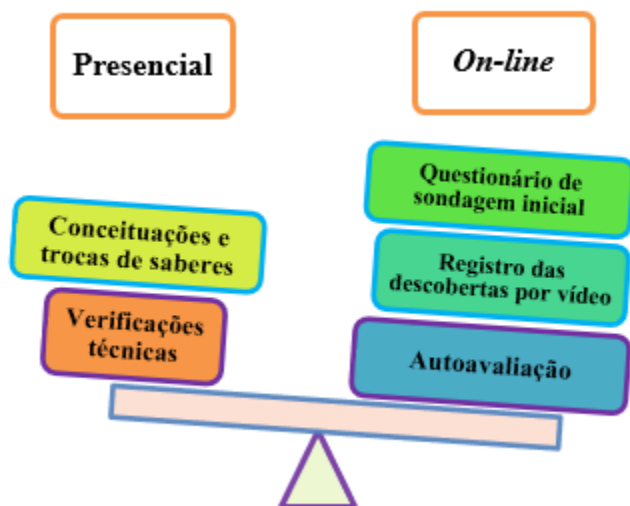 Presencial
On-line
Conceituações e
trocas de saberes
Verificações
técnicas
Questionário de
sondagem inicial
Registro das
descobertas por vídeo
Autoavaliação